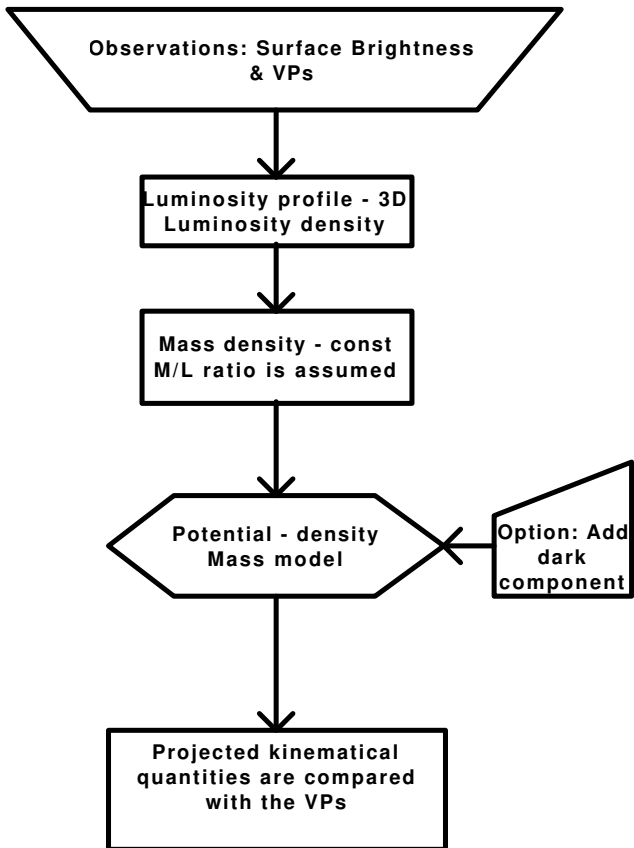 Observations: Surface Brightness
& VPs
Luminosity profile - 3D
Luminosity density
Mass density - const
M/L ratio is assumed
Potential - density
Mass model
Option: Add
dark
component
Projected kinematical
quantities are compared
with the VPs